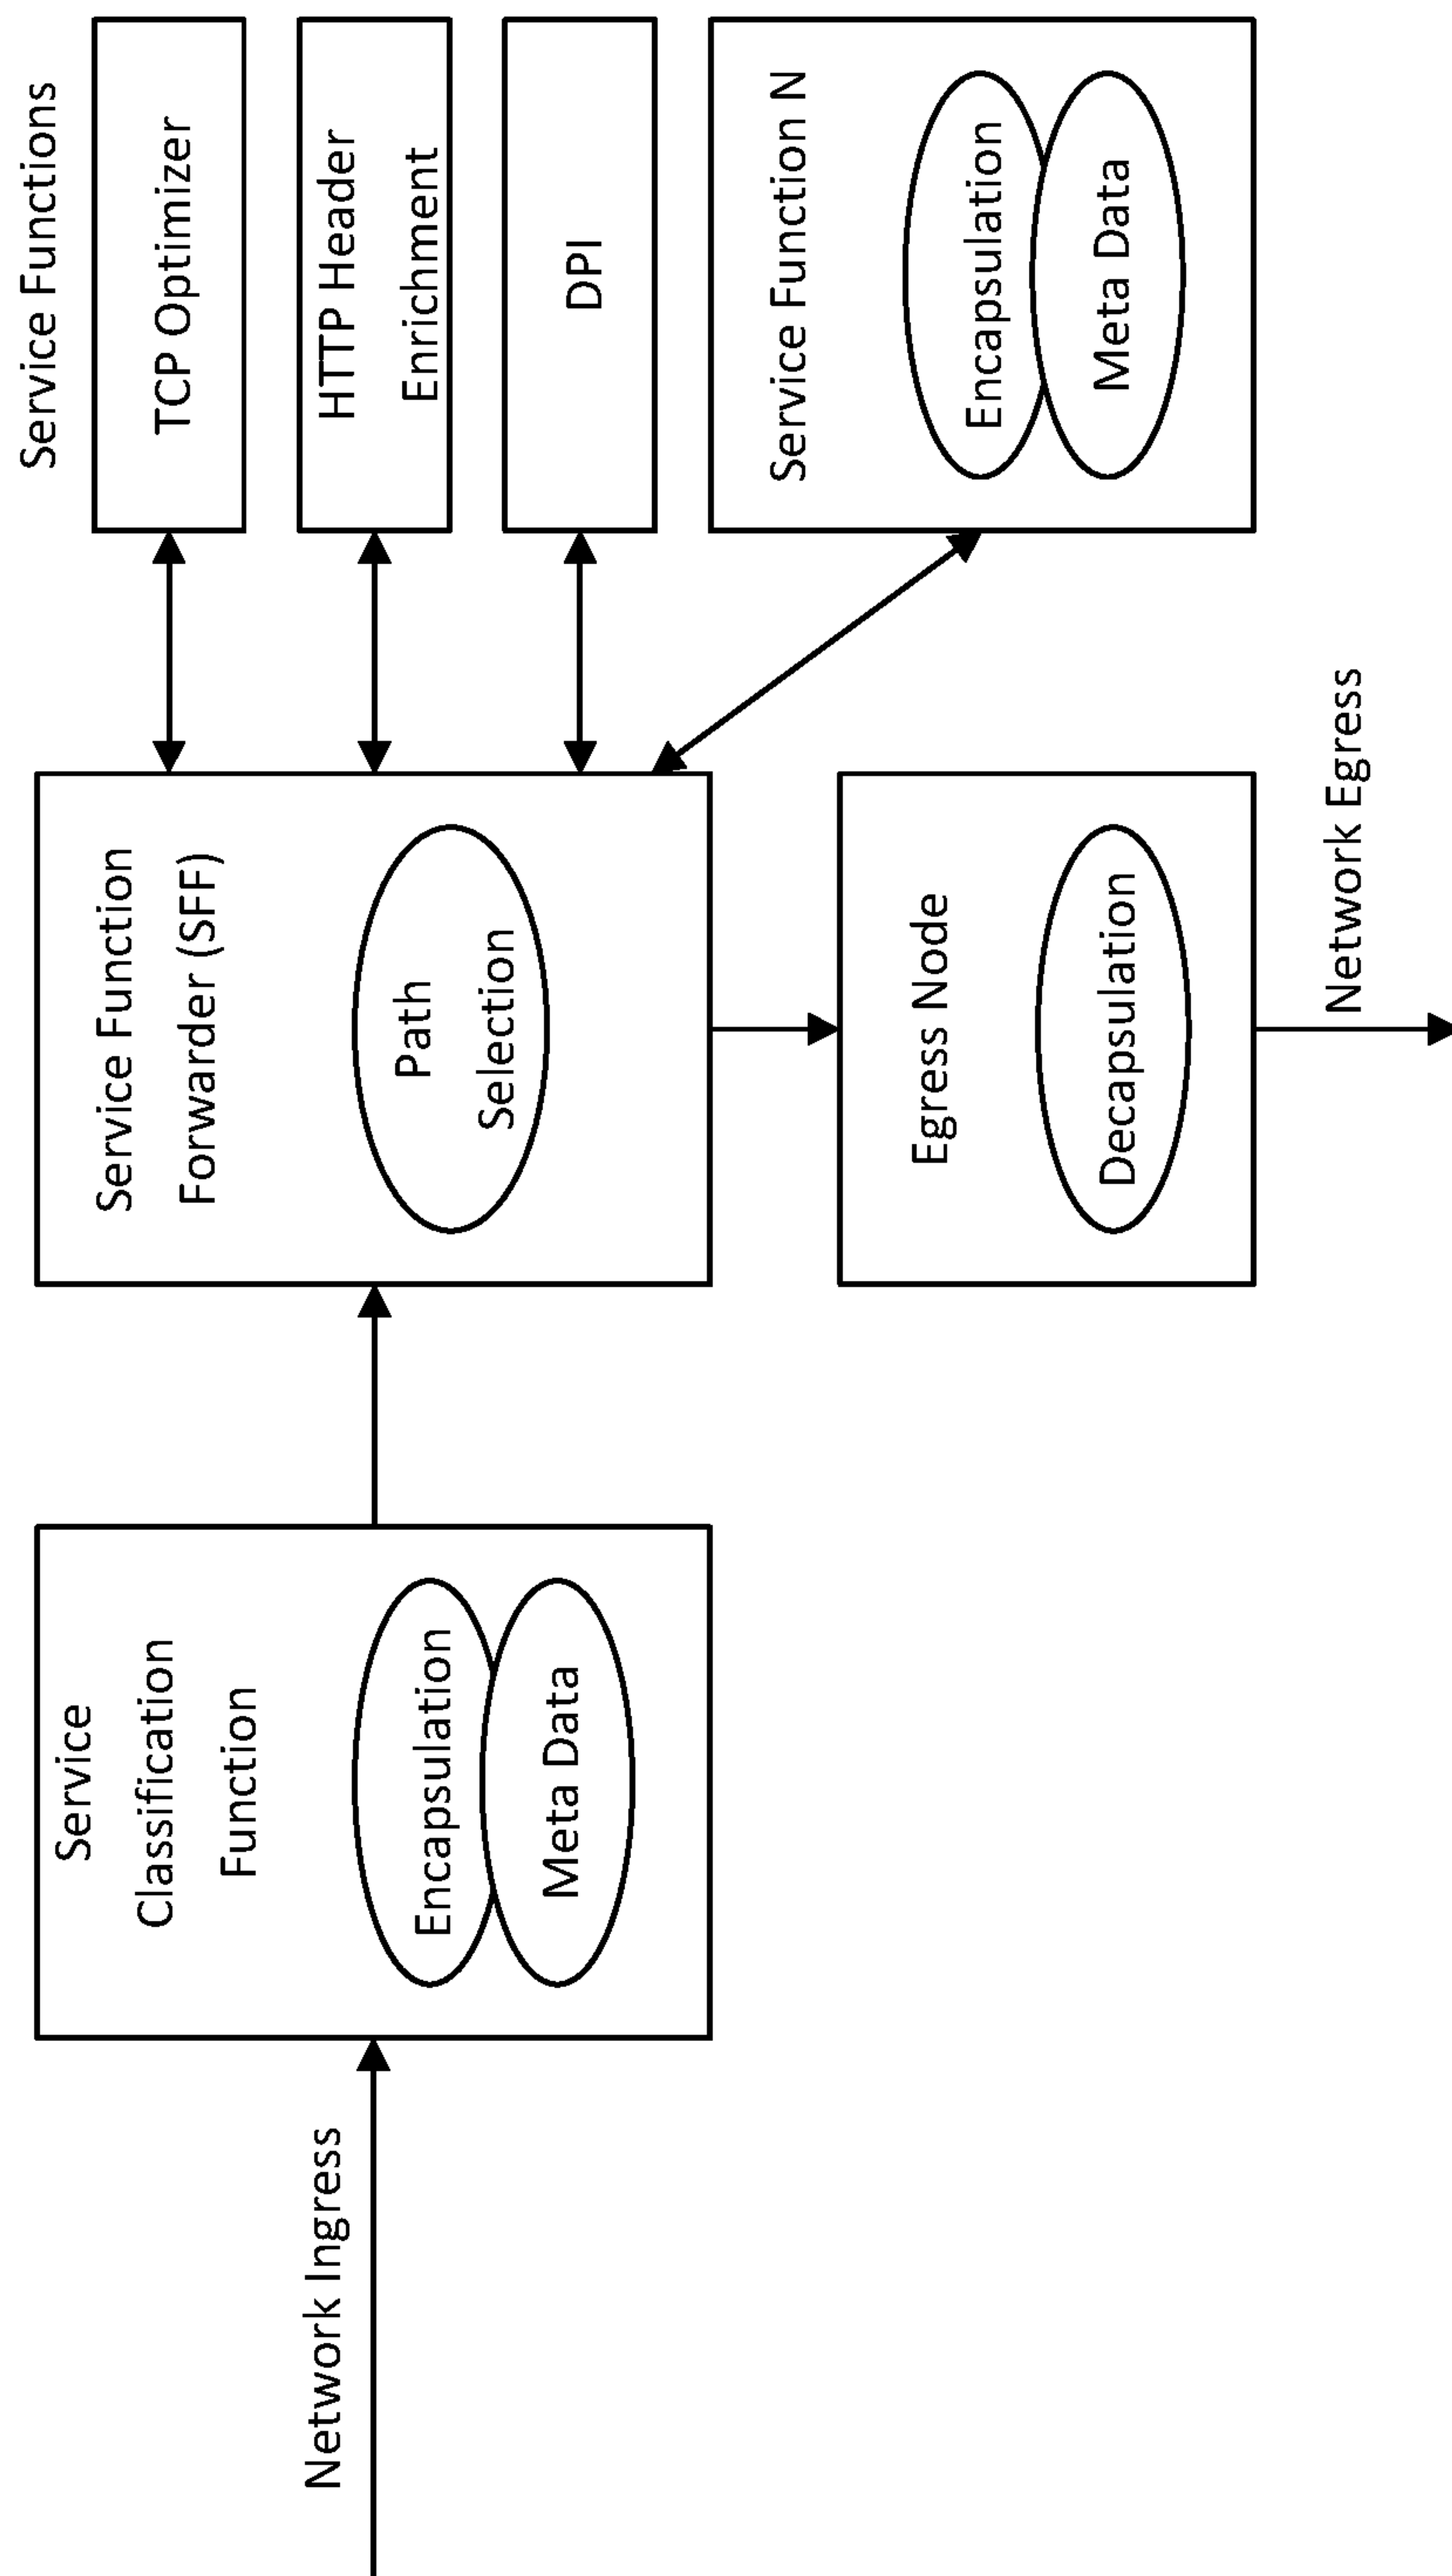 Network Ingress
Service
Classification
Function
Encapsulation
Meta Data
Service Function
Forwarder (SFF)
Path
Selection
Egress Node
Decapsulation
Network Egress
Service Functions
TCP Optimizer
HTTP Header
Enrichment
DPI
Service Function N
Encapsulation
Meta Data